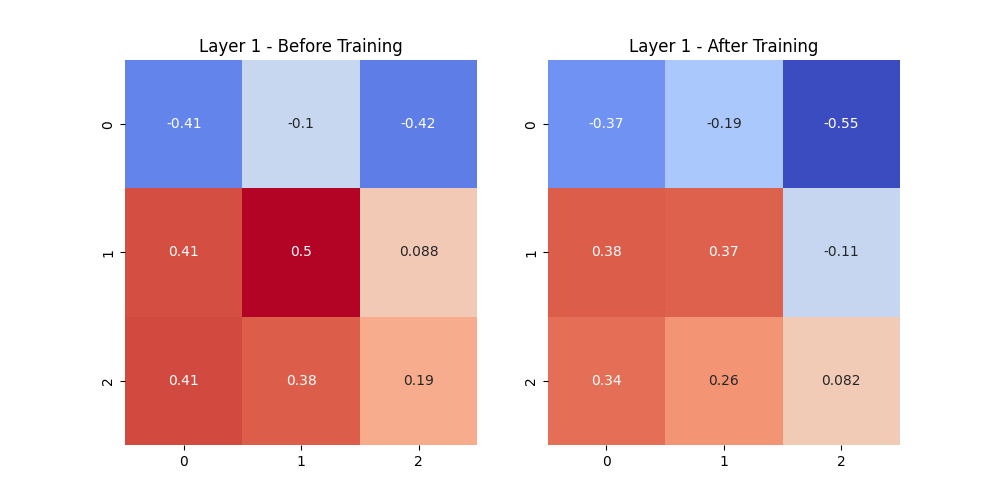 Layer 1 - Before Training
Layer 1 - After Training
0 -0.41 -0.1 -0.42
1 0.41 0.5 0.088
2 0.41 0.38 0.19
0 1 2
0 -0.37 -0.19 -0.55
1 0.38 0.37 -0.11
2 0.34 0.26 0.082
0 1 2